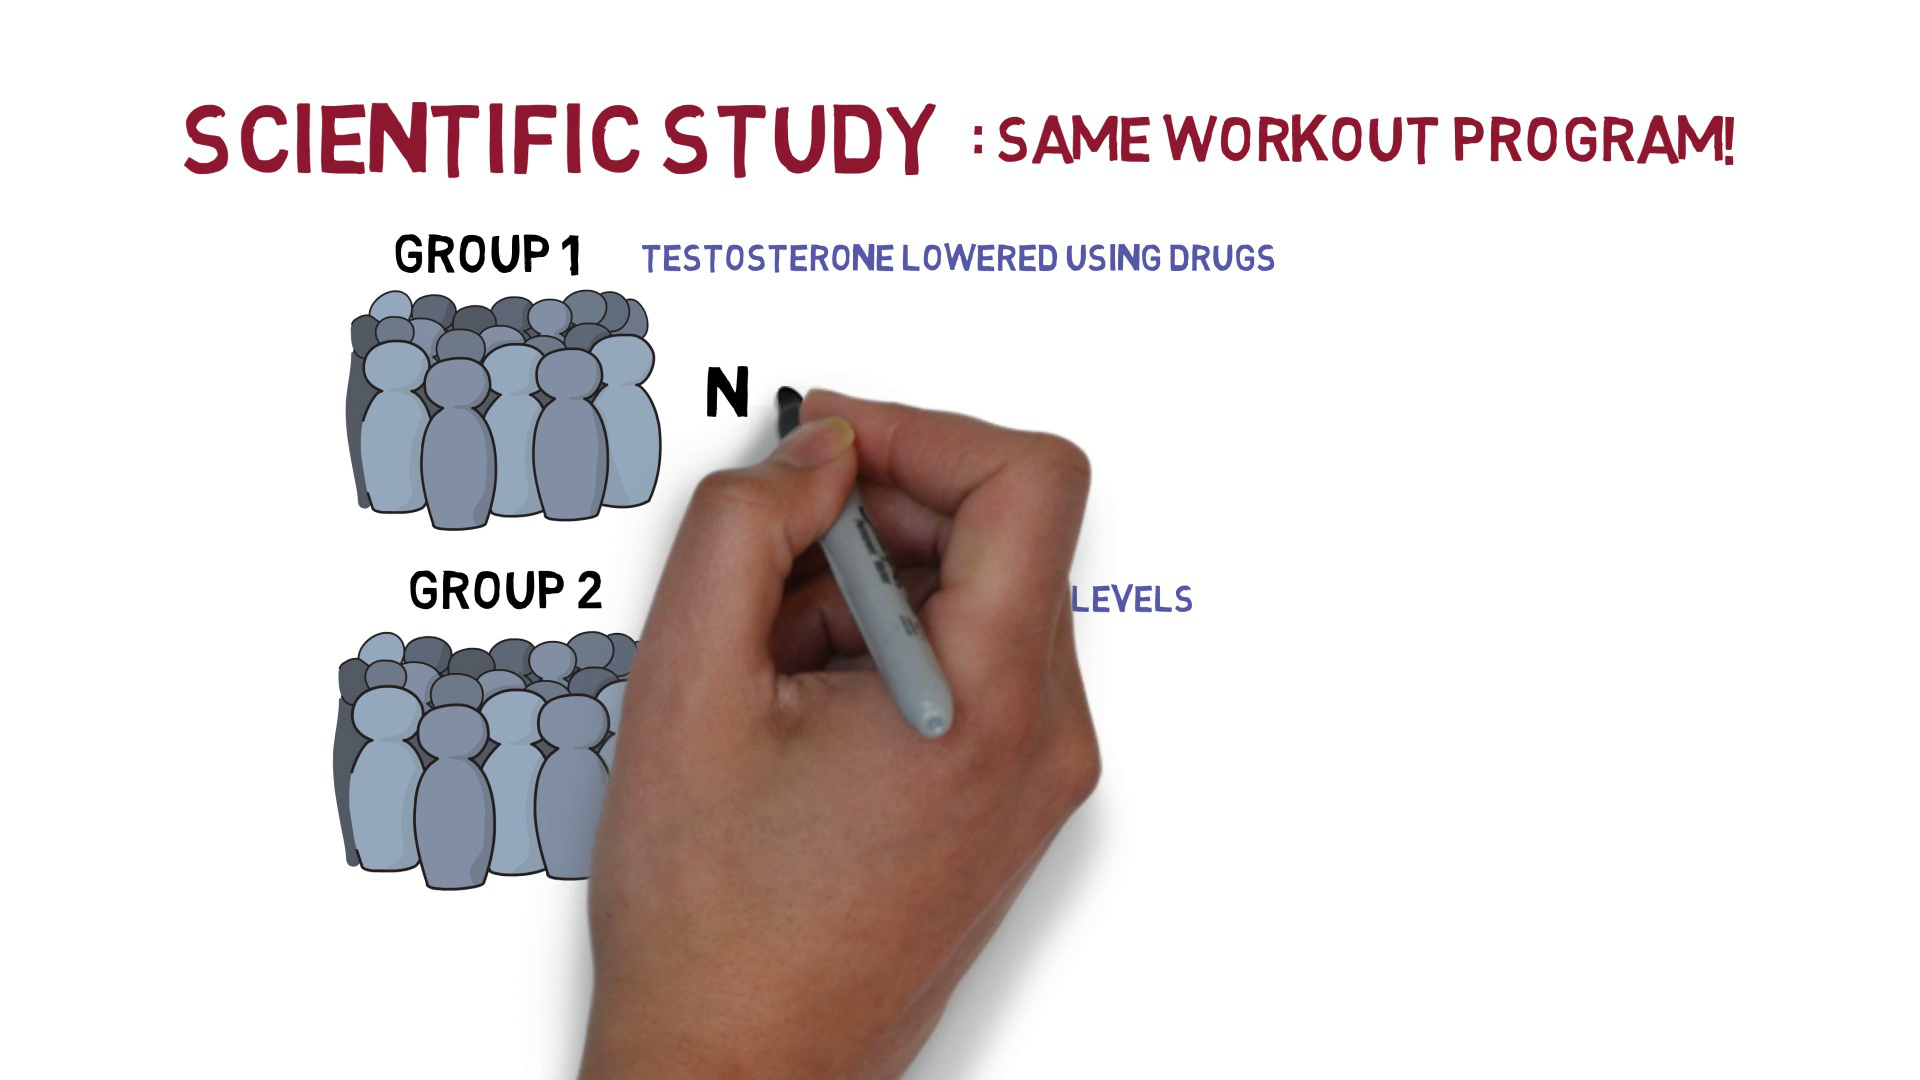 SCIENTIFIC STUDY : SAME WORKOUT PROGRAM!
GROUP 1 TESTOSTERONE LOWERED USING DRUGS
N
GROUP 2 LEVELS